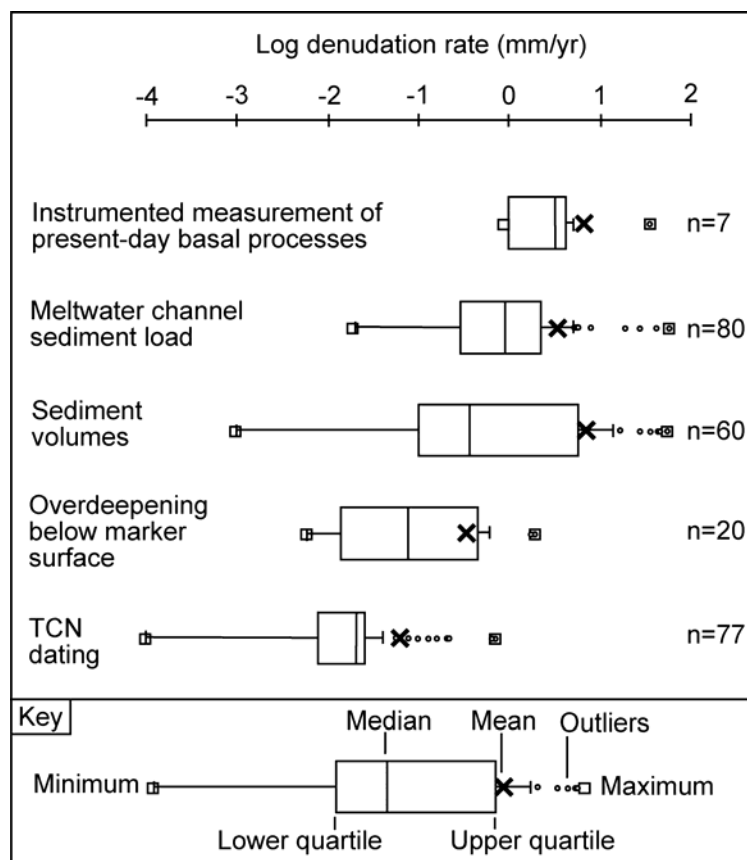 Log denudation rate (mm/yr)
-4 -3 -2 -1 0 1 2
Instrumented measurement of
present-day basal processes
n=7
Meltwater channel
sediment load
n=80
Sediment
volumes
n=60
Overdeepening
below marker
surface
n=20
TCN
dating
n=77
Key
Median Mean Outliers
Minimum Maximum
Lower quartile Upper quartile